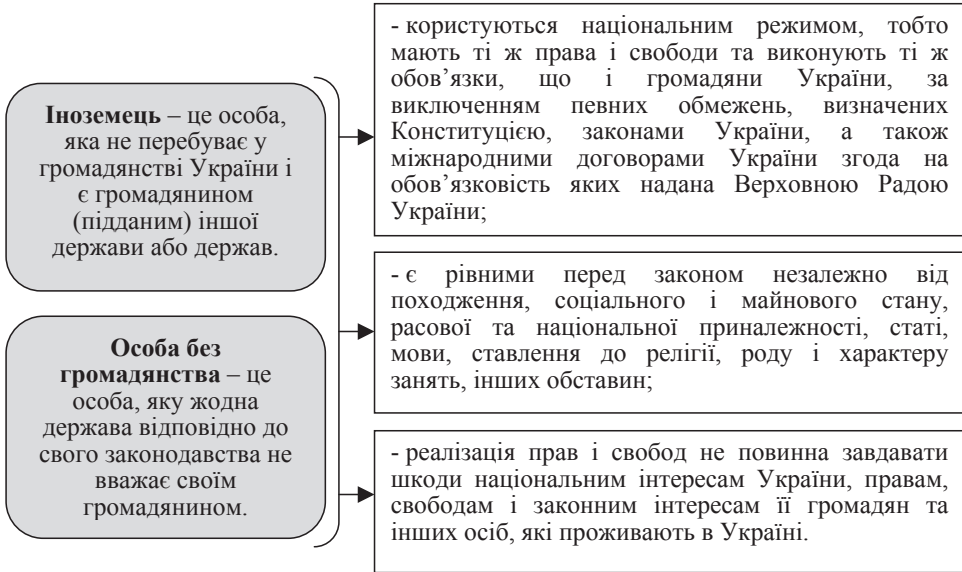 Іноземець – це особа,
яка не перебуває у
громадянстві України і
є громадянином
(підданим) іншої
держави або держав.
Особа без
громадянства – це
особа, яку жодна
держава відповідно до
свого законодавства не
вважає своїм
громадянином.
- користуються національним режимом, тобто
мають ті ж права і свободи та виконують ті ж
обов’язки, що і громадяни України, за
виключенням певних обмежень, визначених
Конституцією, законами України, а також
міжнародними договорами України згода на
обов’язковість яких надана Верховною Радою
України;
- є рівними перед законом незалежно від
походження, соціального і майнового стану,
расової та національної приналежності, статі,
мови, ставлення до релігії, роду і характеру
занять, інших обставин;
- реалізація прав і свобод не повинна завдавати
шкоди національним інтересам України, правам,
свободам і законним інтересам її громадян та
інших осіб, які проживають в Україні.